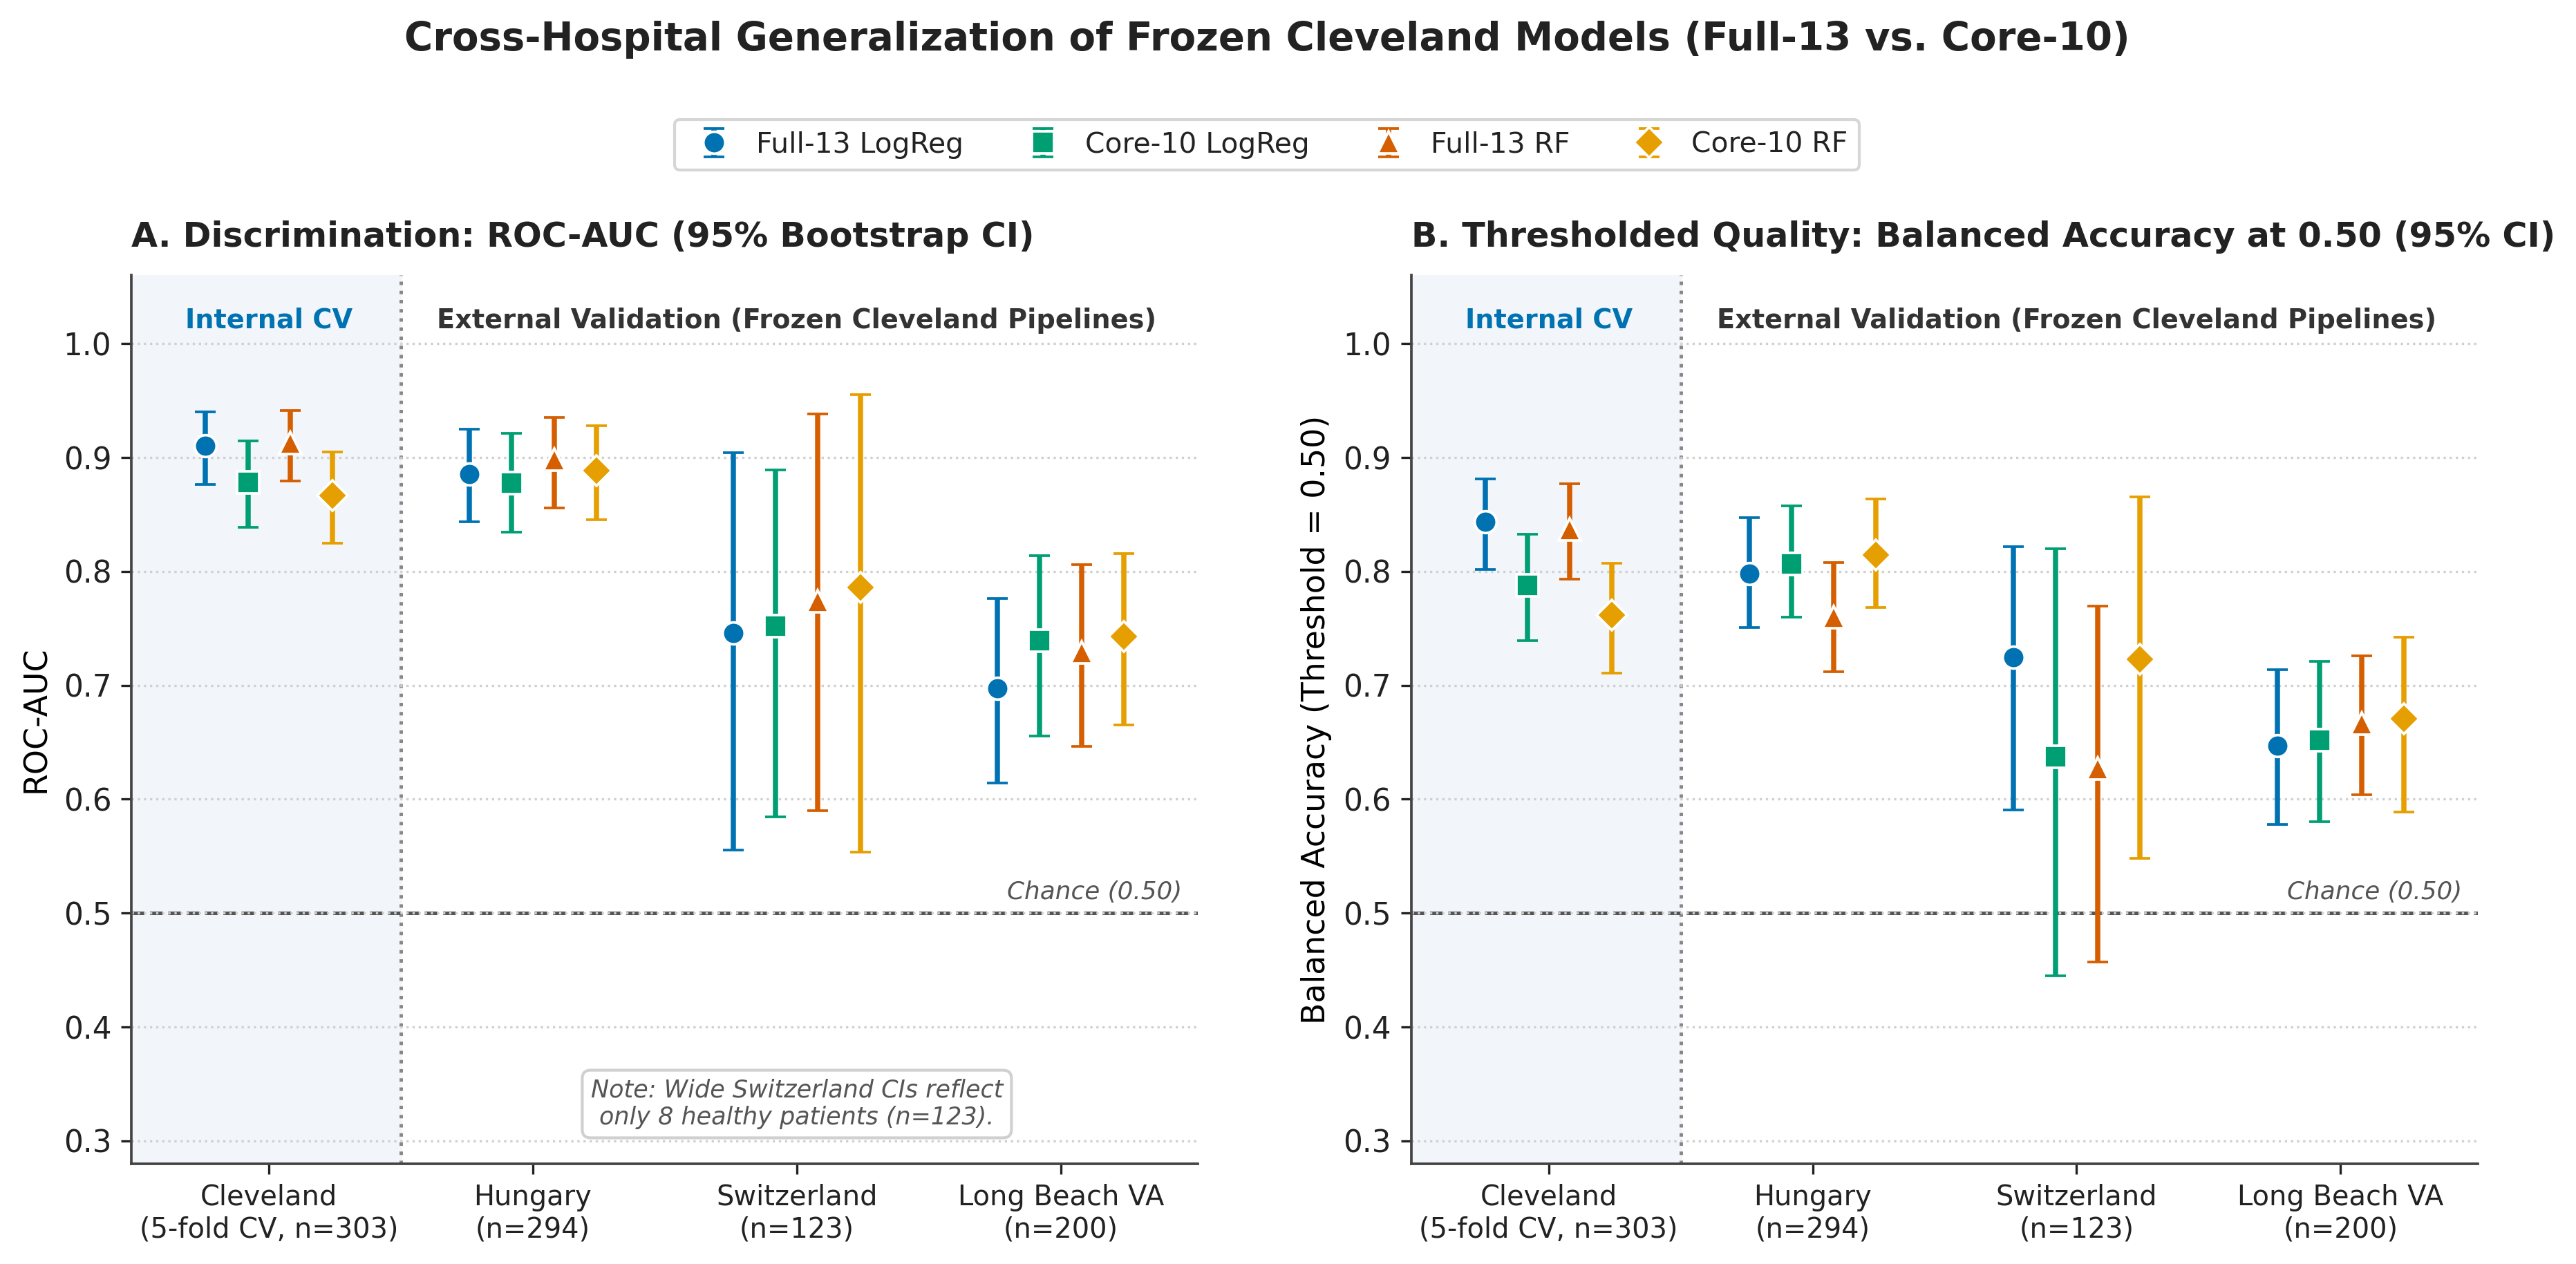 Cross-Hospital Generalization of Frozen Cleveland Models (Full-13 vs. Core-10)
Full-13 LogReg
Core-10 LogReg
Full-13 RF
Core-10 RF
A. Discrimination: ROC-AUC (95% Bootstrap CI)
Internal CV
External Validation (Frozen Cleveland Pipelines)
ROC-AUC
1.0
0.9
0.8
0.7
0.6
0.5
0.4
0.3
Chance (0.50)
Note: Wide Switzerland CIs reflect
only 8 healthy patients (n=123).
Cleveland
(5-fold CV, n=303)
Hungary
(n=294)
Switzerland
(n=123)
Long Beach VA
(n=200)
B. Thresholded Quality: Balanced Accuracy at 0.50 (95% CI)
Internal CV
External Validation (Frozen Cleveland Pipelines)
Balanced Accuracy (Threshold = 0.50)
1.0
0.9
0.8
0.7
0.6
0.5
0.4
0.3
Chance (0.50)
Cleveland
(5-fold CV, n=303)
Hungary
(n=294)
Switzerland
(n=123)
Long Beach VA
(n=200)